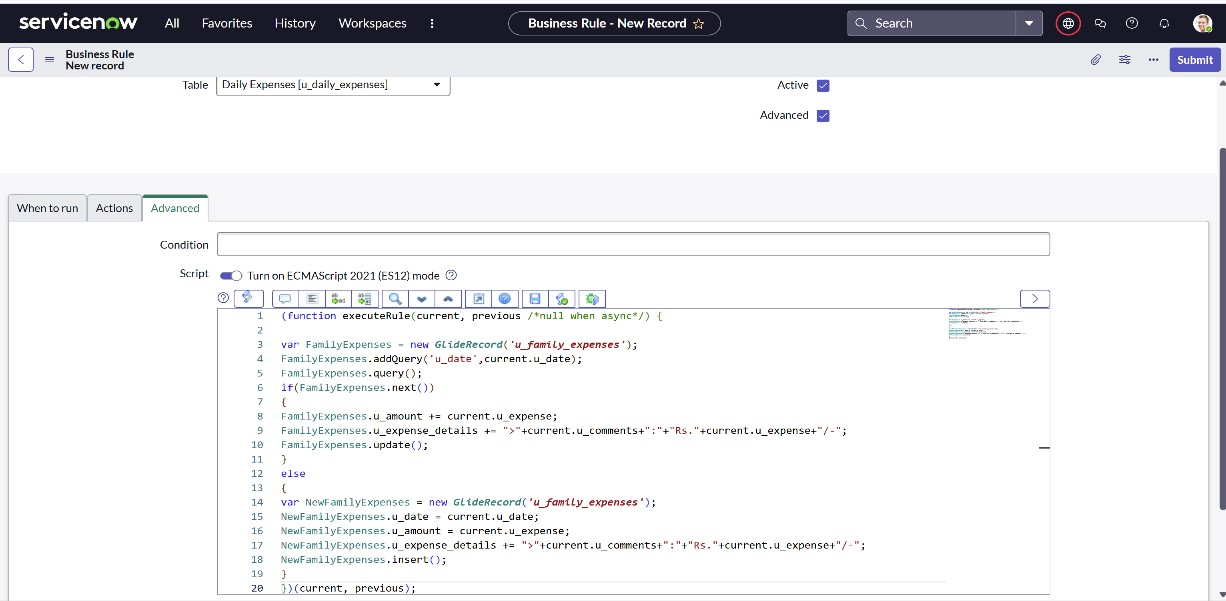 servicenow All Favorites History Workspaces Business Rule - New Record Search
Business Rule
New record
Submit
Table Daily Expenses [u_daily_expenses] Active
Advanced
When to run Actions Advanced
Condition
Script Turn on ECMAScript 2021 (ES12) mode
1 (function executeRule(current, previous /*null when async*/) {
2
3 var FamilyExpenses = new GlideRecord('u_family_expenses');
4 FamilyExpenses.addQuery('u_date',current.u_date);
5 FamilyExpenses.query();
6 if(FamilyExpenses.next())
7 {
8 FamilyExpenses.u_amount += current.u_expense;
9 FamilyExpenses.u_expense_details += ">"+current.u_comments+":"+"Rs."+current.u_expense+"/-";
10 FamilyExpenses.update();
11 }
12 else
13 {
14 var NewFamilyExpenses = new GlideRecord('u_family_expenses');
15 NewFamilyExpenses.u_date = current.u_date;
16 NewFamilyExpenses.u_amount = current.u_expense;
17 NewFamilyExpenses.u_expense_details += ">"+current.u_comments+":"+"Rs."+current.u_expense+"/-";
18 NewFamilyExpenses.insert();
19 }
20 })(current, previous);